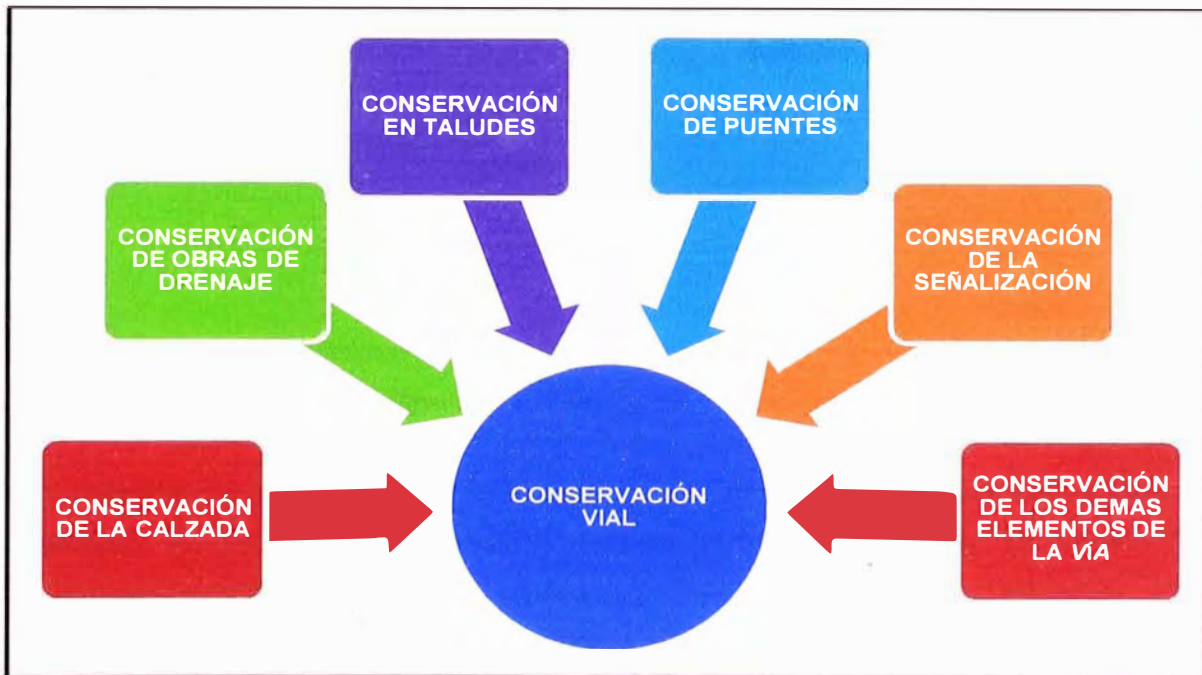 CONSERVACIÓN
EN TALUDES
CONSERVACIÓN
DE PUENTES
CONSERVACIÓN
DE OBRAS DE
DRENAJE
CONSERVACIÓN
DE LA
SEÑALIZACIÓN
CONSERVACIÓN
DE LA CALZADA
CONSERVACIÓN
VIAL
CONSERVACIÓN
DE LOS DEMAS
ELEMENTOS DE
LA VÍA